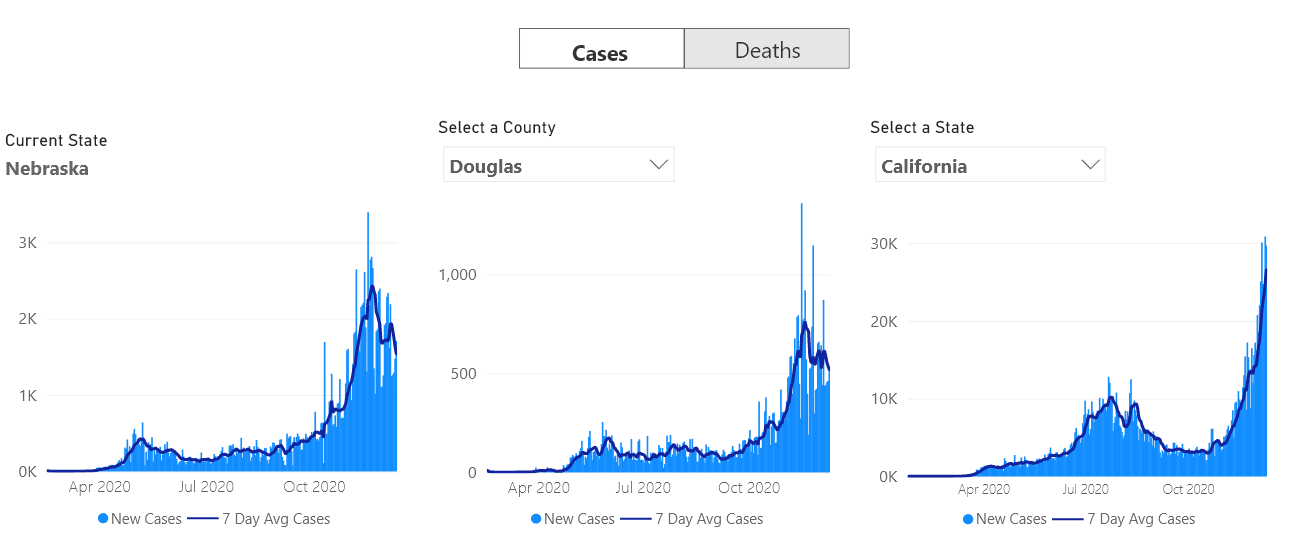 Cases Deaths
Current State
Nebraska
3K
2K
1K
0K
Apr 2020 Jul 2020 Oct 2020
New Cases 7 Day Avg Cases
Select a County
Douglas
1,000
500
0
Apr 2020 Jul 2020 Oct 2020
New Cases 7 Day Avg Cases
Select a State
California
30K
20K
10K
0K
Apr 2020 Jul 2020 Oct 2020
New Cases 7 Day Avg Cases